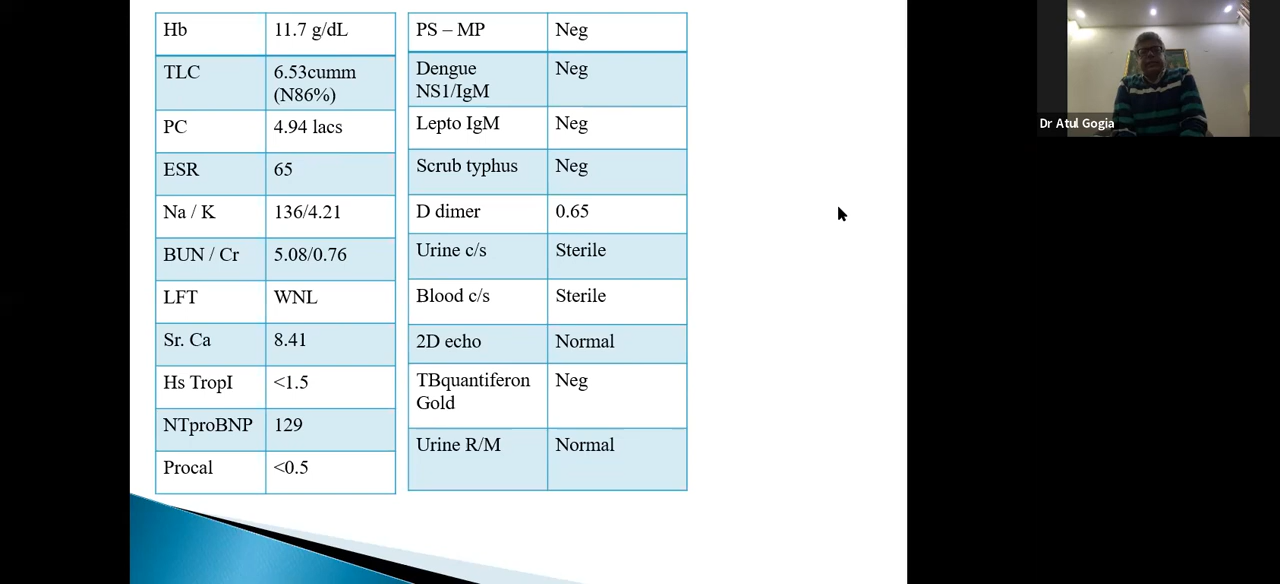 Hb 11.7 g/dL
TLC 6.53cumm
(N86%)
PC 4.94 lacs
ESR 65
Na / K 136/4.21
BUN / Cr 5.08/0.76
LFT WNL
Sr. Ca 8.41
Hs TropI <1.5
NTproBNP 129
Procal <0.5
PS – MP Neg
Dengue Neg
NS1/IgM
Lepto IgM Neg
Scrub typhus Neg
D dimer 0.65
Urine c/s Sterile
Blood c/s Sterile
2D echo Normal
TBquantiferon Neg
Gold
Urine R/M Normal
Dr Atul Gogia